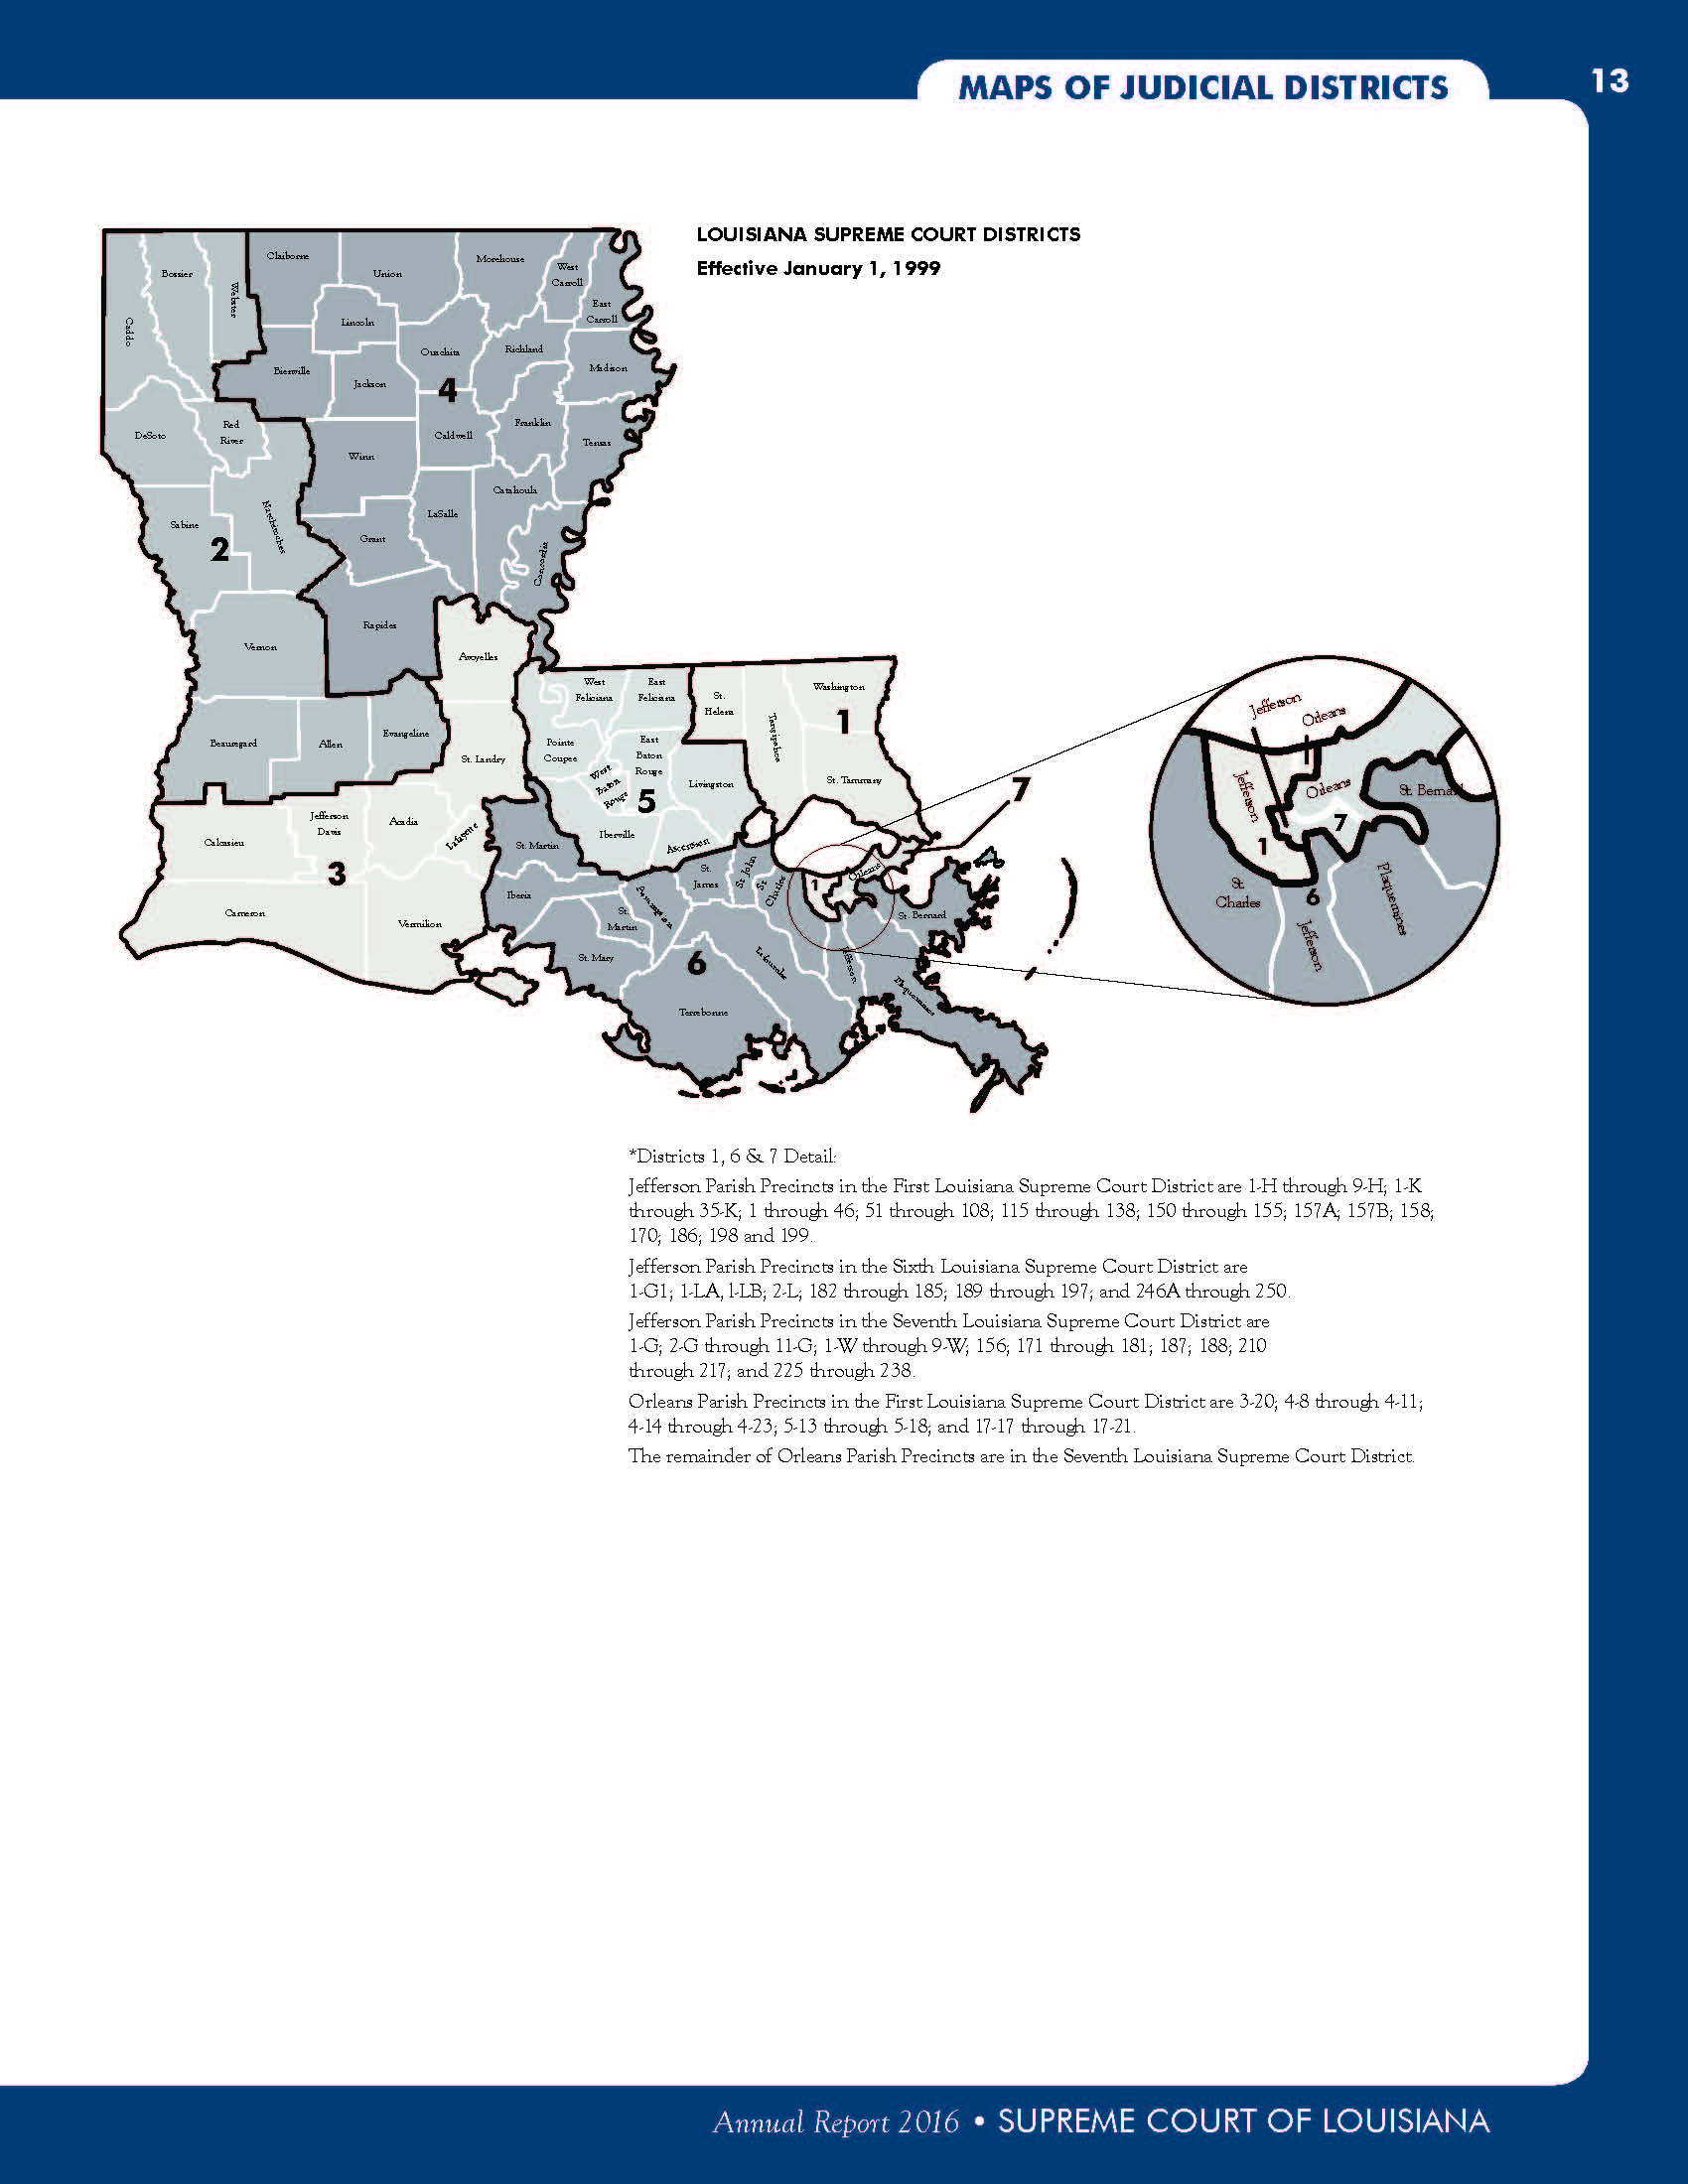 MAPS OF JUDICIAL DISTRICTS
13
LOUISIANA SUPREME COURT DISTRICTS
Effective January 1, 1999
Caddo
Bossier
Webster
Claiborne
Union
Morehouse
West
Carroll
East
Carroll
Lincoln
Ouachita
Richland
Madison
Bienville
Jackson
4
Red
River
DeSoto
Caldwell
Franklin
Tensas
Winn
Catahoula
LaSalle
Sabine
Natchitoches
2
Grant
Concordia
Rapides
Vernon
Avoyelles
Beauregard
Allen
Evangeline
St. Landry
West
Feliciana
East
Feliciana
St.
Helena
Tangipahoa
Washington
1
Pointe
Coupee
West
Baton
Rouge
East
Baton
Rouge
5
Livingston
St. Tammany
7
Calcasieu
Jefferson
Davis
Acadia
Lafayette
St. Martin
Iberville
Ascension
3
Cameron
Vermilion
Iberia
St.
Martin
St. Mary
Assumption
St.
James
St. John
St.
Charles
1
Orleans
St. Bernard
6
Lafourche
Jefferson
Plaquemines
Terrebonne
Jefferson
Orleans
Jefferson
Orleans
St. Berna
7
1
St.
Charles
6
Jefferson
Plaquemines
*Districts 1, 6 & 7 Detail:
Jefferson Parish Precincts in the First Louisiana Supreme Court District are 1-H through 9-H; 1-K
through 35-K; 1 through 46; 51 through 108; 115 through 138; 150 through 155; 157A; 157B; 158;
170; 186; 198 and 199.
Jefferson Parish Precincts in the Sixth Louisiana Supreme Court District are
1-G1; 1-LA, l-LB; 2-L; 182 through 185; 189 through 197; and 246A through 250.
Jefferson Parish Precincts in the Seventh Louisiana Supreme Court District are
1-G; 2-G through 11-G; 1-W through 9-W; 156; 171 through 181; 187; 188; 210
through 217; and 225 through 238.
Orleans Parish Precincts in the First Louisiana Supreme Court District are 3-20; 4-8 through 4-11;
4-14 through 4-23; 5-13 through 5-18; and 17-17 through 17-21.
The remainder of Orleans Parish Precincts are in the Seventh Louisiana Supreme Court District.
Annual Report 2016 • SUPREME COURT OF LOUISIANA